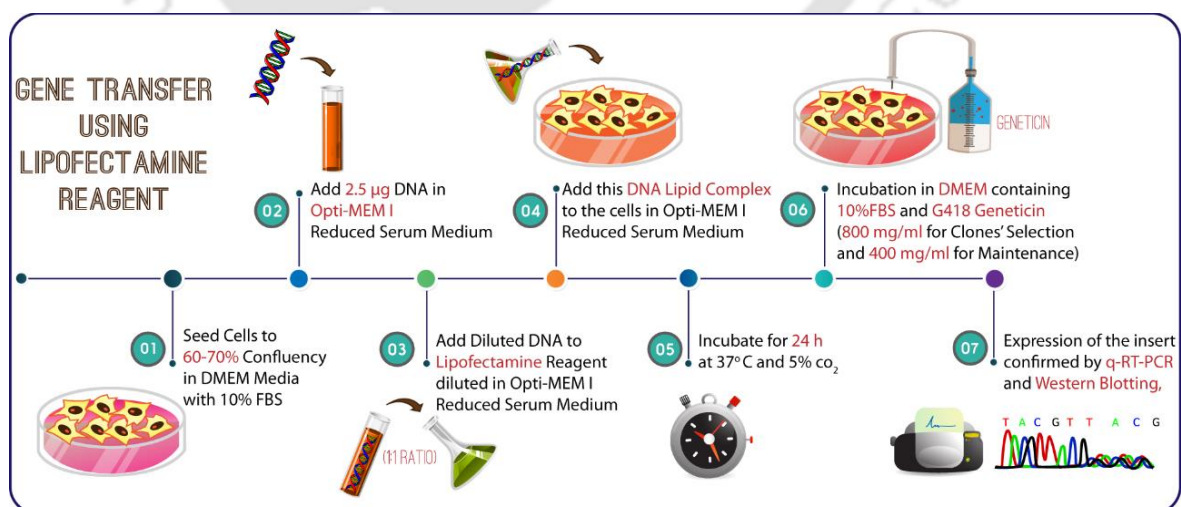 GENE TRANSFER
USING
LIPOFECTAMINE
REAGENT
01
Seed Cells to
60-70% Confluency
in DMEM Media
with 10% FBS
02
Add 2.5 µg DNA in
Opti-MEM I
Reduced Serum Medium
03
Add Diluted DNA to
Lipofectamine Reagent
diluted in Opti-MEM I
Reduced Serum Medium
(1:1 RATIO)
04
Add this DNA Lipid Complex
to the cells in Opti-MEM I
Reduced Serum Medium
05
Incubate for 24 h
at 37º C and 5% co₂
GENETICIN
06
Incubation in DMEM containing
10%FBS and G418 Geneticin
(800 mg/ml for Clones’ Selection
and 400 mg/ml for Maintenance)
07
Expression of the insert
confirmed by q-RT-PCR
and Western Blotting,
T A C G T T A C G